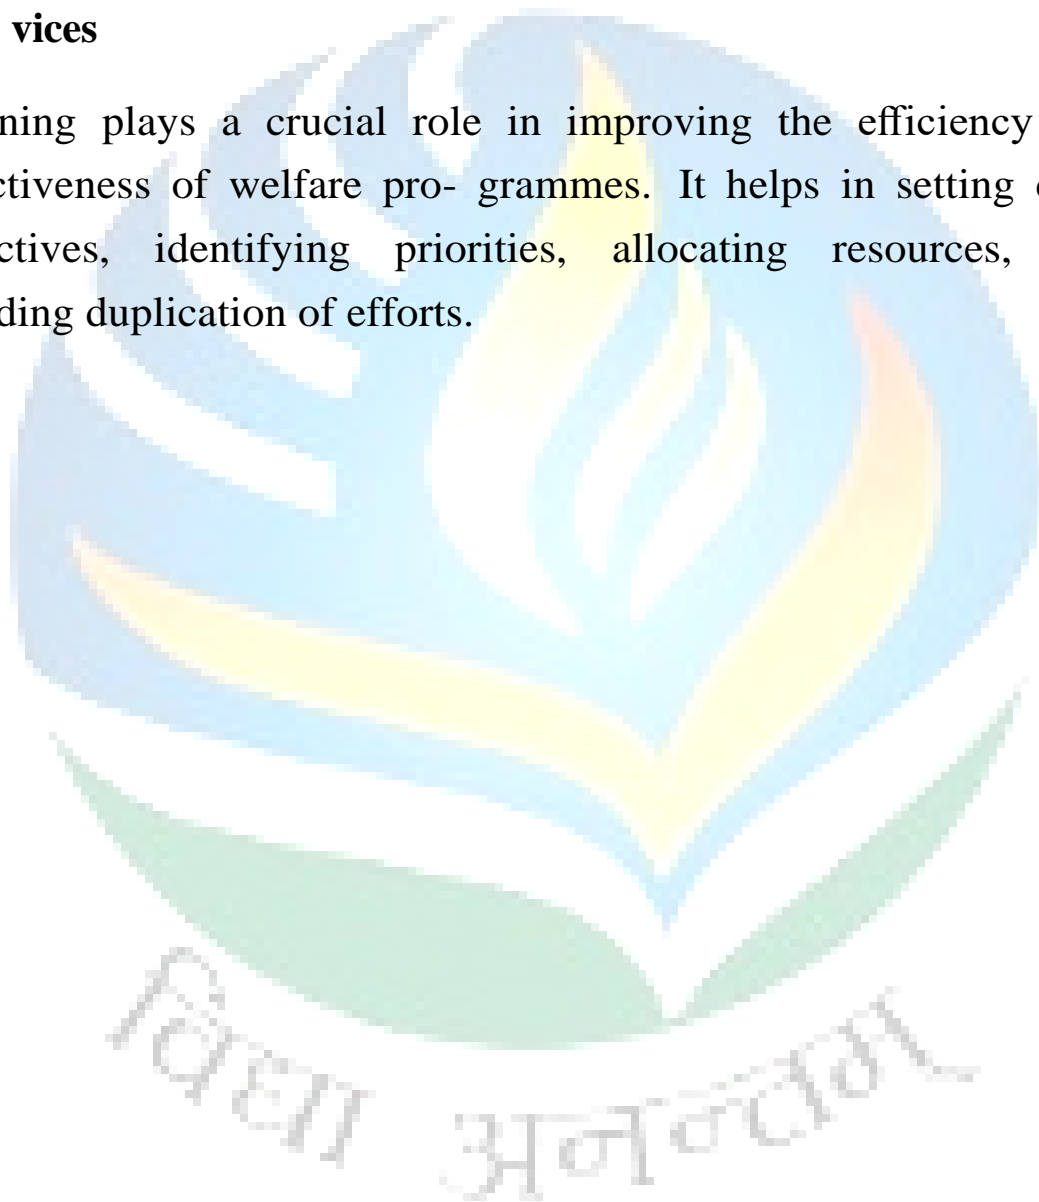 vices
ning plays a crucial role in improving the efficiency
ctiveness of welfare pro- grammes. It helps in setting
ctives, identifying priorities, allocating resources,
ding duplication of efforts.
विद्या अनन्तम्